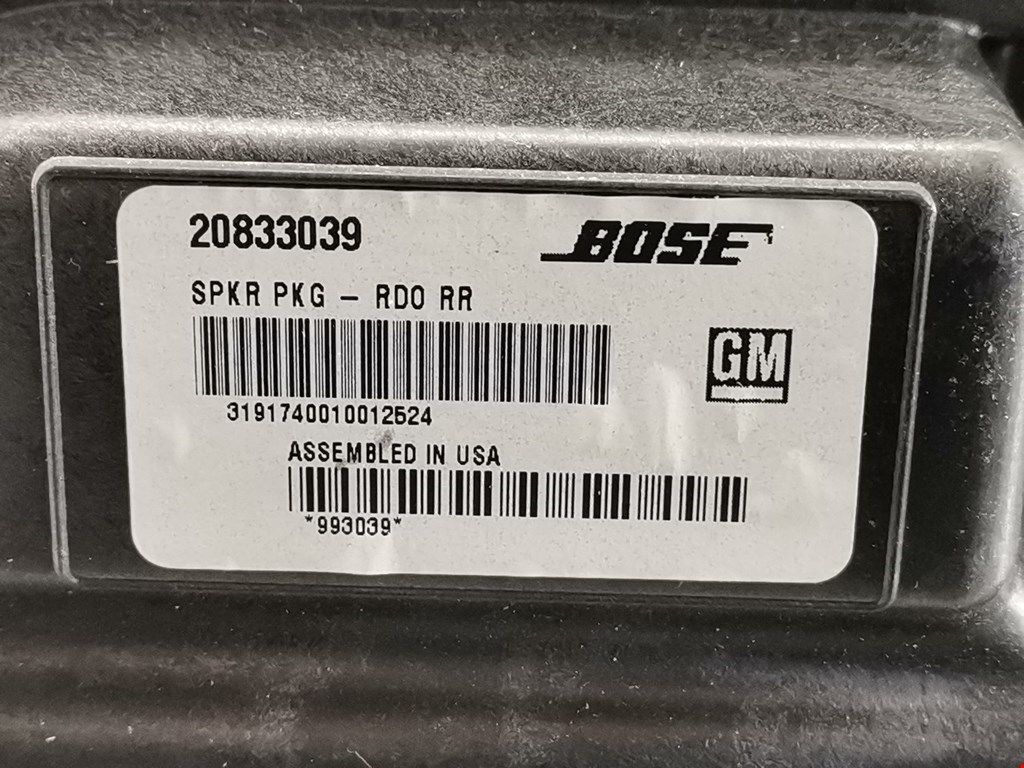 20833039
BOSE
SPKR PKG - RDO RR
GM
3191740010012524
ASSEMBLED IN USA
*993039*